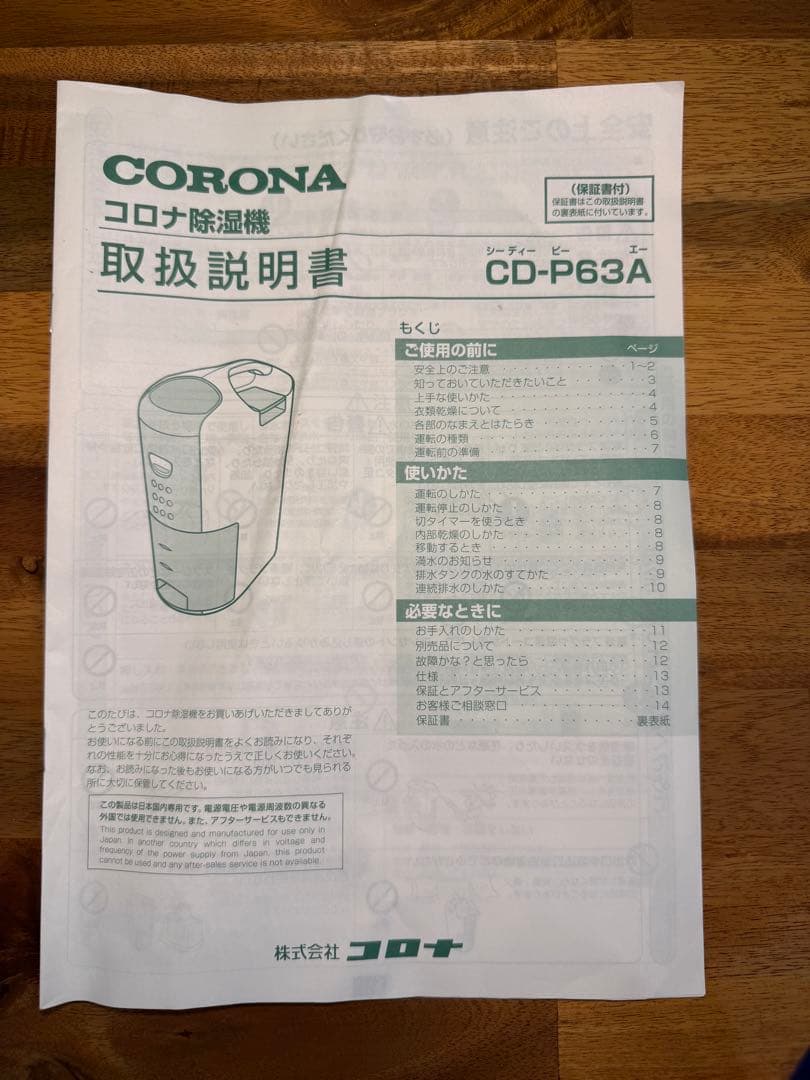 CORONA
コロナ除湿機
取扱説明書
(保証書付)
保証書はこの取扱説明書
の裏表紙に付いています。
シーディー ピー エー
CD-P63A
もくじ
ご使用の前に ページ
安全上のご注意 ・・・・・・・・・・・・ 1~2
知っておいていただきたいこと ・・・・・・ 3
上手な使いかた ・・・・・・・・・・・・ 4
衣類乾燥について ・・・・・・・・・・・ 4
各部のなまえとはたらき ・・・・・・・・・ 5
運転の種類 ・・・・・・・・・・・・・・ 6
運転前の準備 ・・・・・・・・・・・・・ 7
使いかた
運転のしかた ・・・・・・・・・・・・・ 7
運転停止のしかた ・・・・・・・・・・・ 8
切タイマーを使うとき ・・・・・・・・・・ 8
内部乾燥のしかた ・・・・・・・・・・・ 8
移動するとき ・・・・・・・・・・・・・ 8
満水のお知らせ ・・・・・・・・・・・・ 9
排水タンクの水のすてかた ・・・・・・・・ 9
連続排水のしかた ・・・・・・・・・・・ 10
必要なときに
お手入れのしかた ・・・・・・・・・・・ 11
別売品について ・・・・・・・・・・・・ 12
故障かな?と思ったら ・・・・・・・・・・ 12
仕様 ・・・・・・・・・・・・・・・・・ 13
保証とアフターサービス ・・・・・・・・・ 13
お客様ご相談窓口 ・・・・・・・・・・・ 14
保証書 ・・・・・・・・・・・・・・ 裏表紙
このたびは、コロナ除湿機をお買いあげいただきましてありが
とうございました。
お使いになる前にこの取扱説明書をよくお読みになり、それぞ
れの性能を十分にお心得になったうえで正しくお使いください。
なお、お読みになった後もお使いになる方がいつでも見られる
所に大切に保管してください。
この製品は日本国内専用です。電源電圧や電源周波数の異なる
外国では使用できません。また、アフターサービスもできません。
This product is designed and manufactured for use only in
Japan. In another country which differs in voltage and
frequency of the power supply from Japan, this product
cannot be used and any after-sales service is not available.
株式会社 コロナ